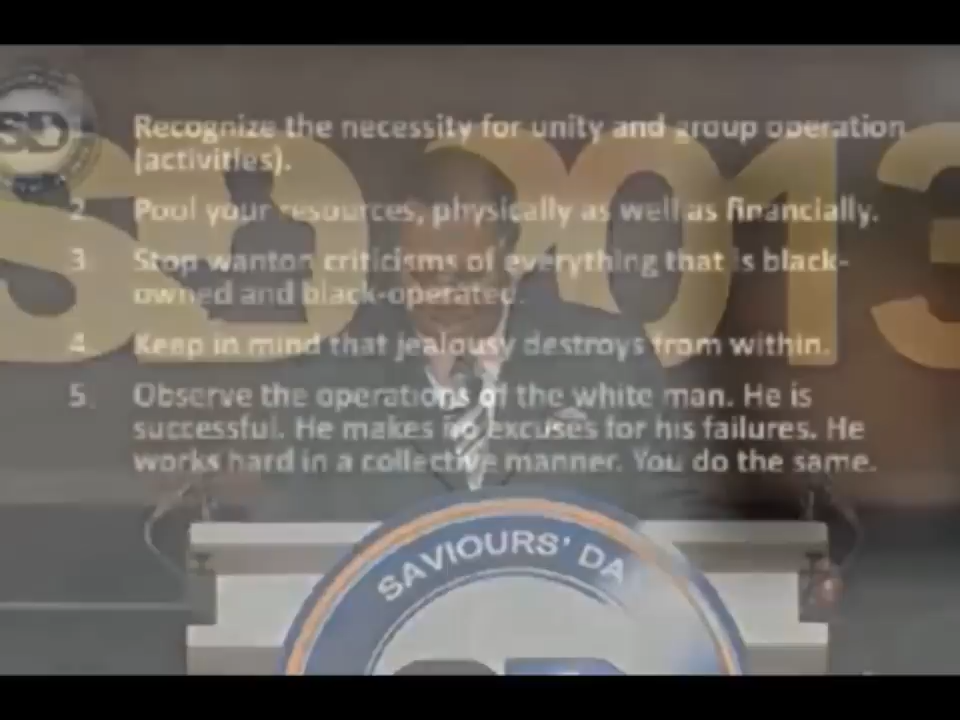 SD
SD 2013
Recognize the necessity for unity and group operation
(activities).
2. Pool your resources, physically as well as financially.
3. Stop wanton criticisms of everything that is black-
owned and black-operated.
4. Keep in mind that jealousy destroys from within.
5. Observe the operations of the white man. He is
successful. He makes no excuses for his failures. He
works hard in a collective manner. You do the same.
SAVIOURS' DA